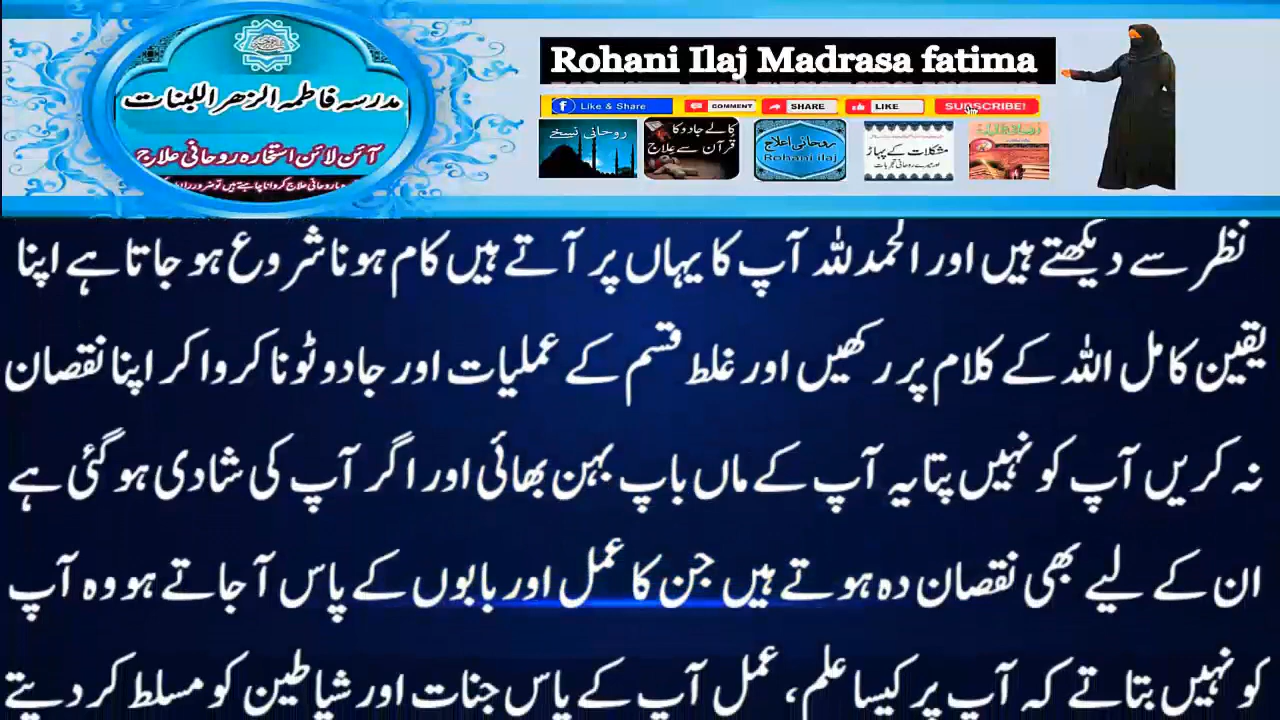 مدرسہ فاطمہ الزہرا للبنات
آئن لائن استخارہ روحانی علاج
Rohani Ilaj Madrasa fatima
Like & Share
COMMENT
SHARE
LIKE
SUBSCRIBE!
روحانی نسخ
کالے جادو کا
قرآن سے علاج
روحانی علاج
Rohani ilaj
مشکلات کے پہاڑ
نظر سے دیکھتے ہیں اور الحمدللہ آپ کا یہاں پر آتے ہیں کام ہونا شروع ہو جاتا ہے اپنا
یقین کامل اللہ کے کلام پر رکھیں اور غلط قسم کے عملیات اور جادو ٹونا کروا کر اپنا نقصان
نہ کریں آپ کو نہیں پتا یہ آپ کے ماں باپ بہن بھائی اور اگر آپ کی شادی ہو گئی ہے
ان کے لیے بھی نقصان دہ ہوتے ہیں جن کا عمل اور بابوں کے پاس آ جاتے ہو وہ آپ
کو نہیں بتاتے کہ آپ پر کیسا علم، عمل آپ کے پاس جنات اور شیاطین کو مسلط کر دیتے